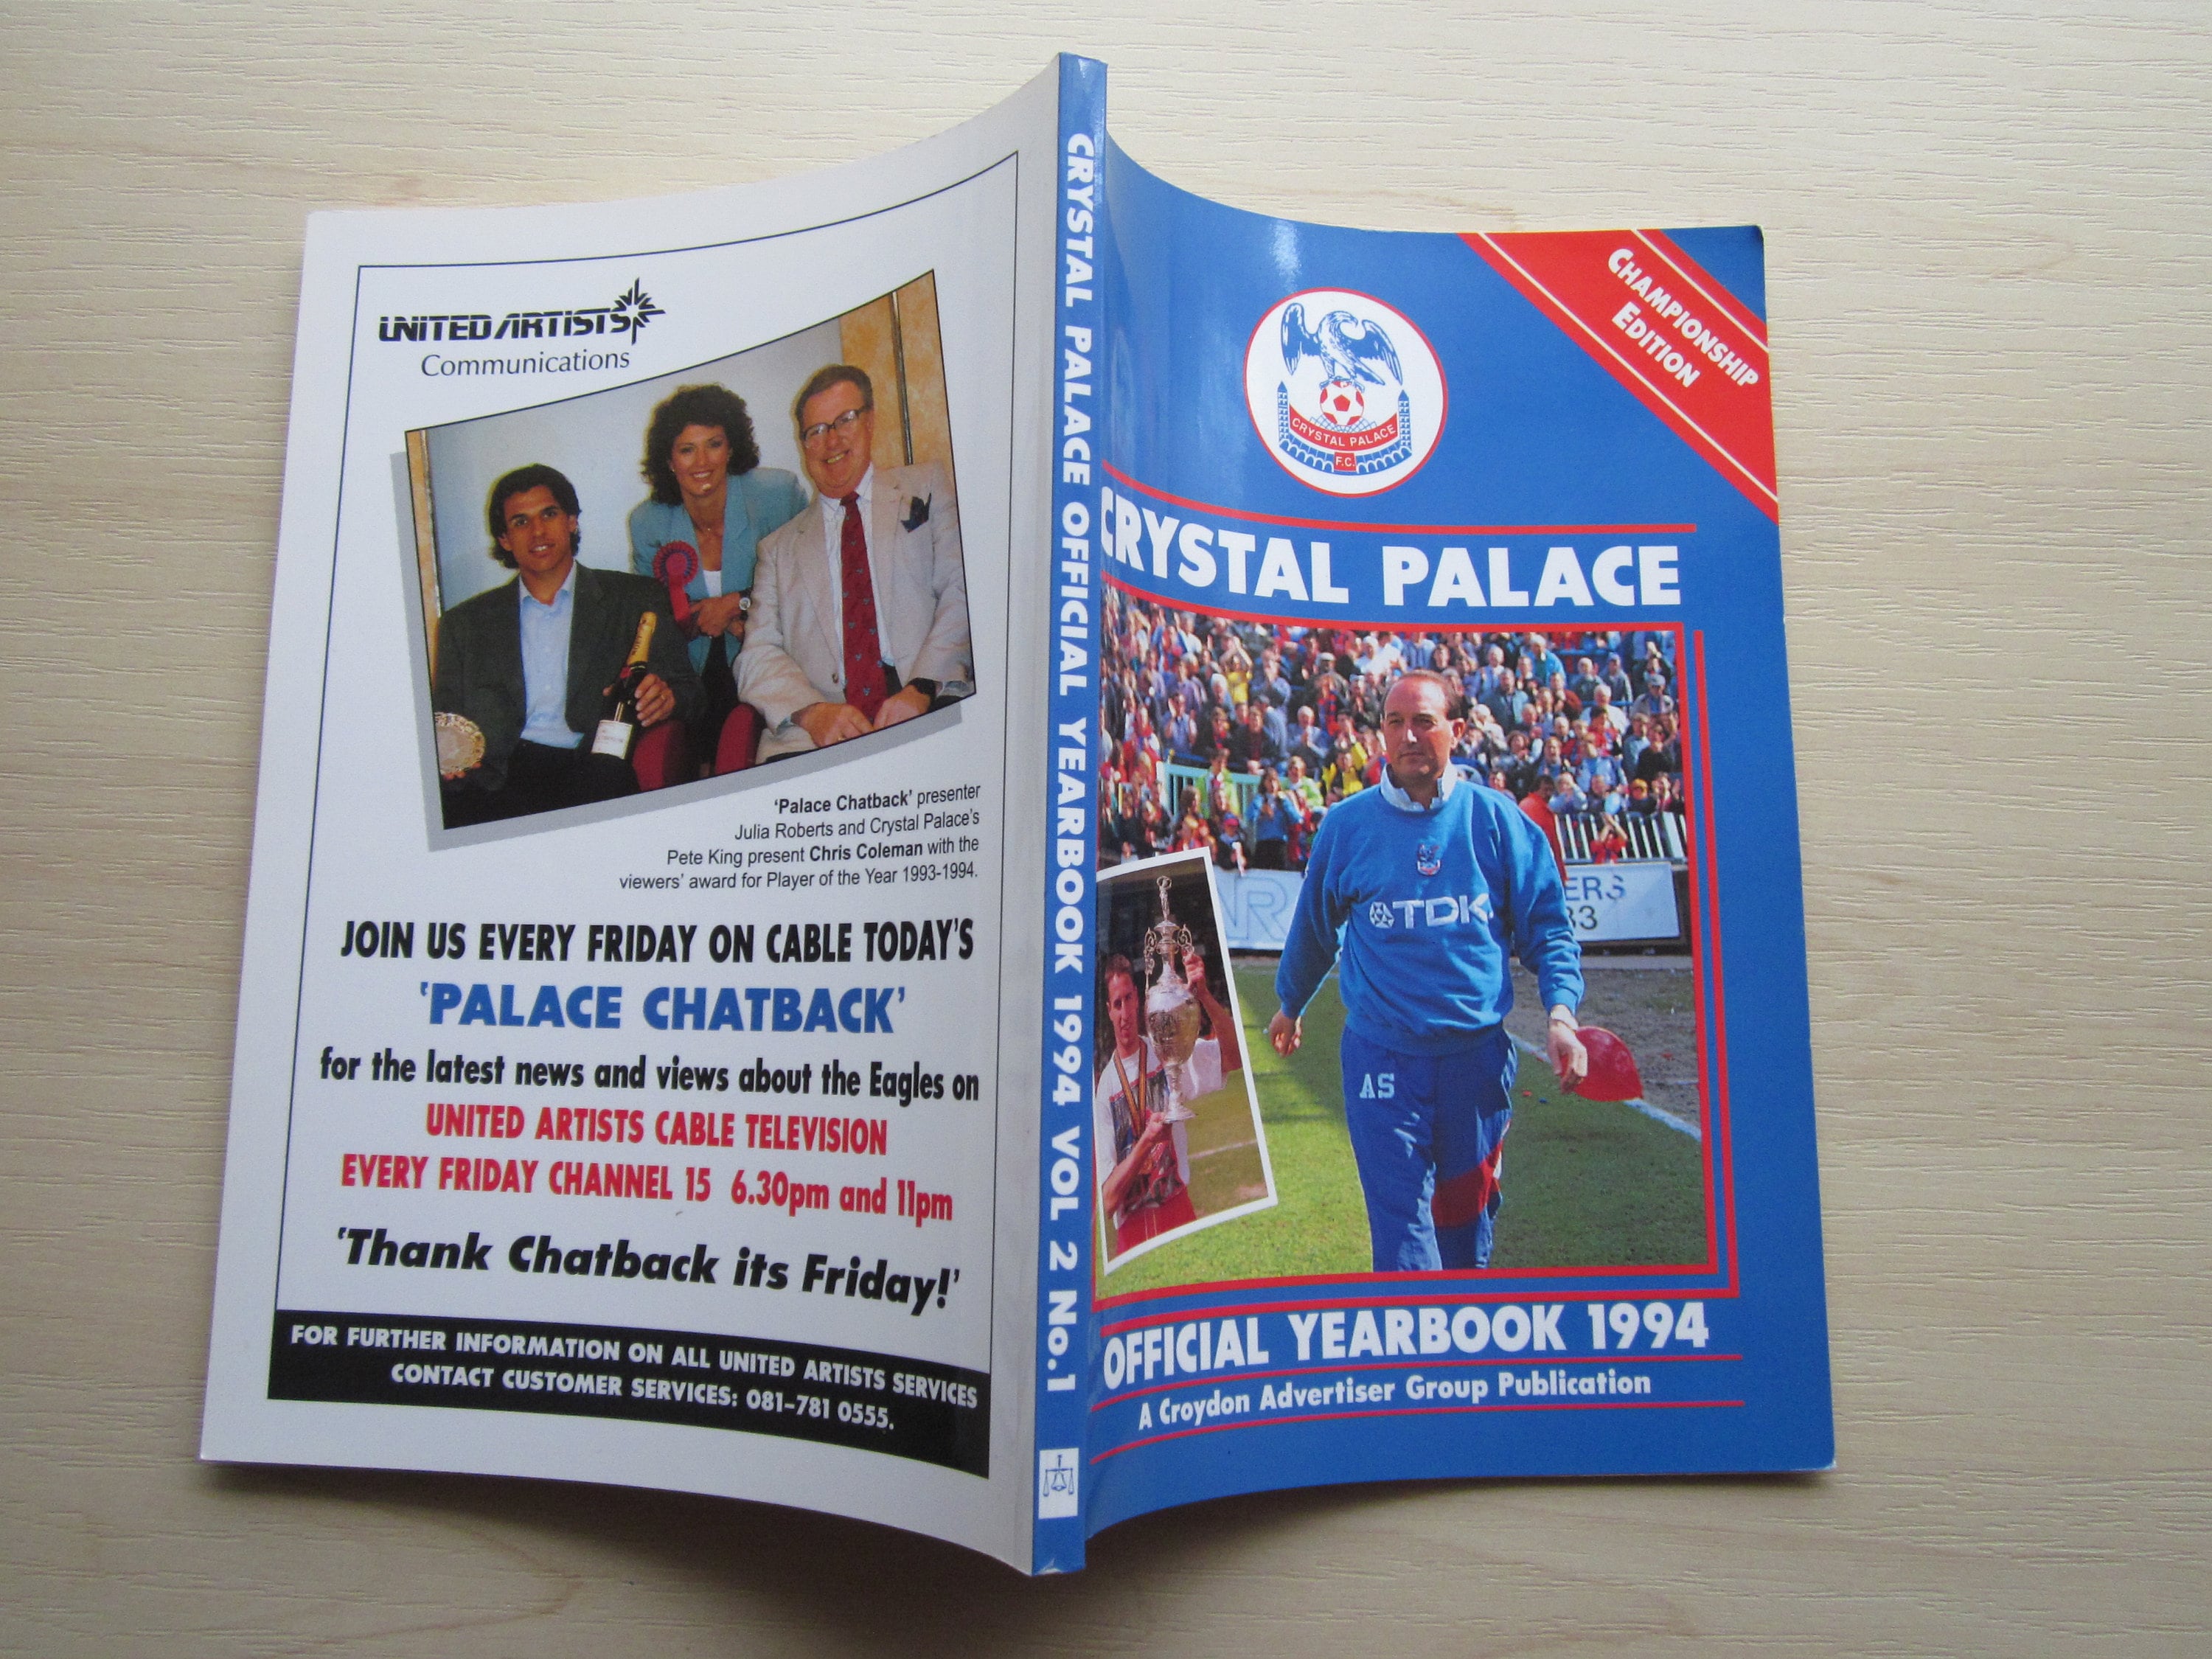 UNITED ARTISTS
Communications
'Palace Chatback' presenter
Julia Roberts and Crystal Palace's
Pete King present Chris Coleman with the
viewers' award for Player of the Year 1993-1994.
JOIN US EVERY FRIDAY ON CABLE TODAY'S
'PALACE CHATBACK'
for the latest news and views about the Eagles on
UNITED ARTISTS CABLE TELEVISION
EVERY FRIDAY CHANNEL 15 6.30pm and 11pm
'Thank Chatback its Friday!'
FOR FURTHER INFORMATION ON ALL UNITED ARTISTS SERVICES
CONTACT CUSTOMER SERVICES: 081-781 0555.
CRYSTAL PALACE OFFICIAL YEARBOOK 1994 VOL 2 No.1
CHAMPIONSHIP
EDITION
CRYSTAL PALACE
F.C.
CRYSTAL PALACE
ERS
33
TDK
AS
OFFICIAL YEARBOOK 1994
A Croydon Advertiser Group Publication